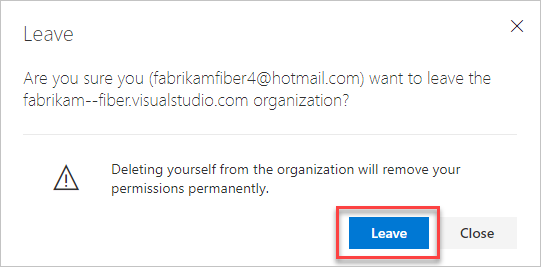 Leave
Are you sure you (fabrikamfiber4@hotmail.com) want to leave the
fabrikam--fiber.visualstudio.com organization?
Deleting yourself from the organization will remove your
permissions permanently.
Leave Close